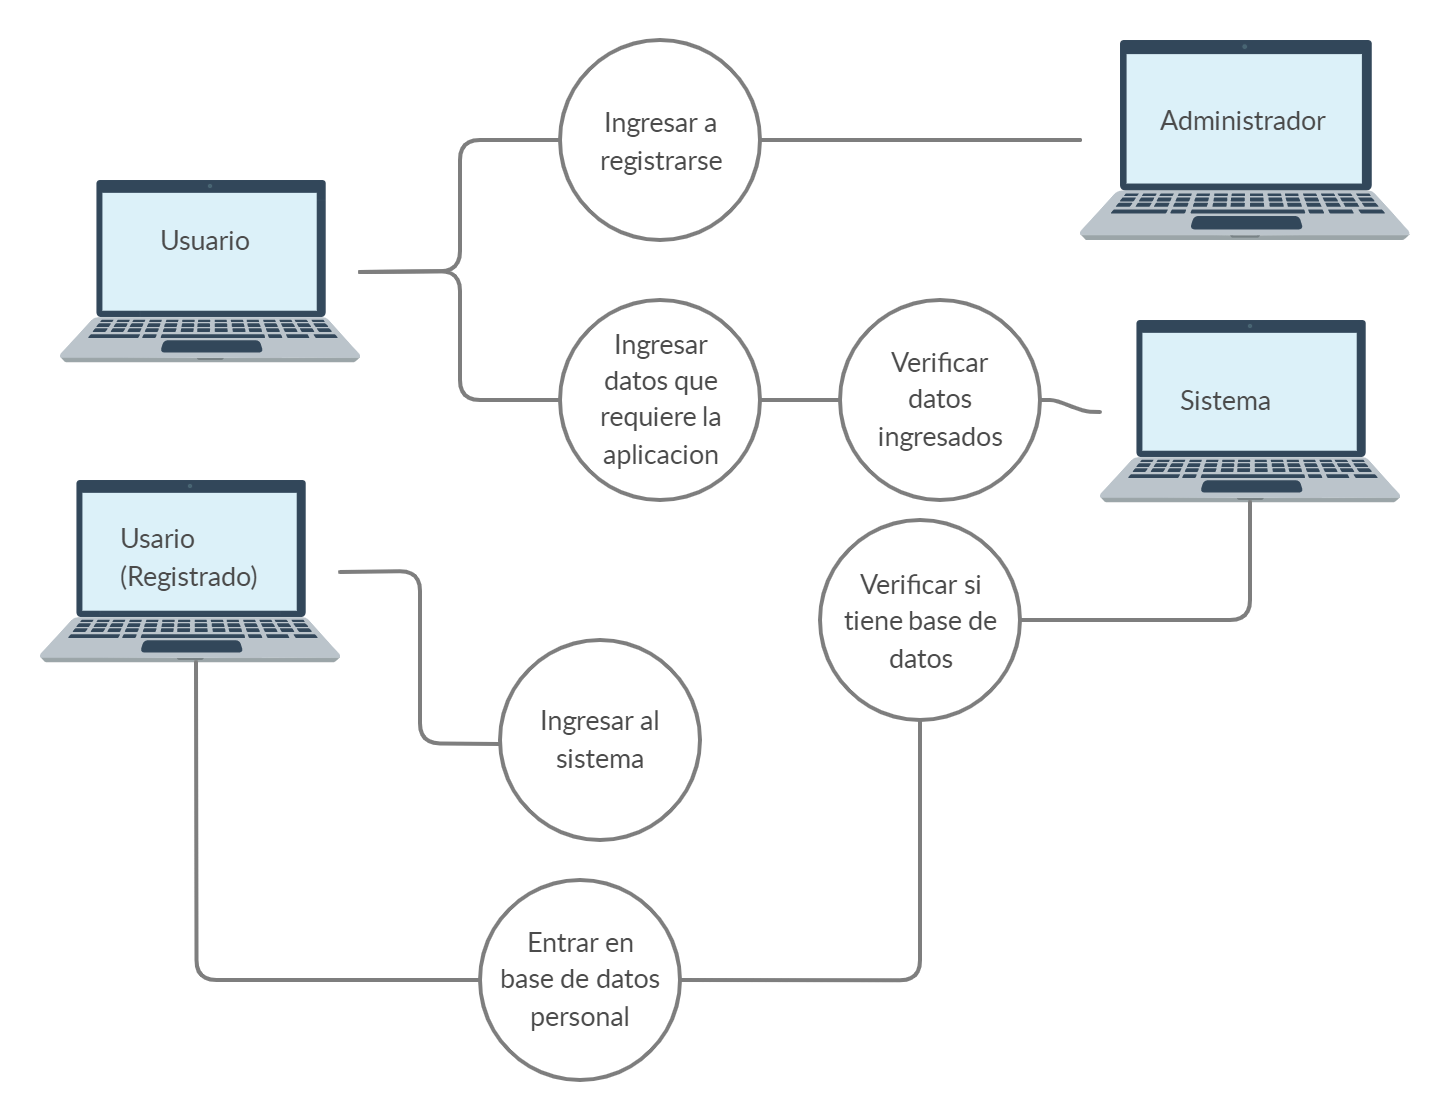 Ingresar a
registrarse
Administrador
Usuario
Ingresar
datos que
requiere la
aplicacion
Verificar
datos
ingresados
Sistema
Usario
(Registrado)
Verificar si
tiene base de
datos
Ingresar al
sistema
Entrar en
base de datos
personal